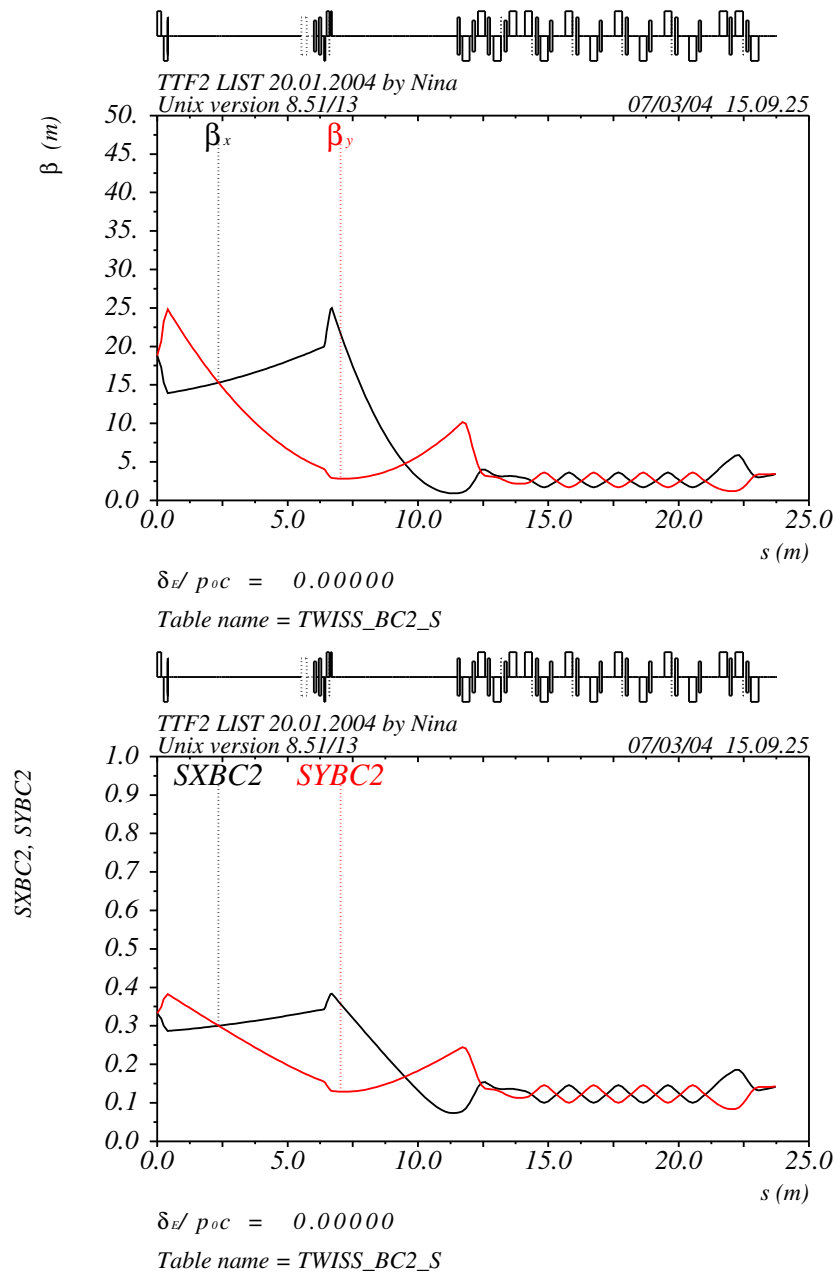 TTF2 LIST 20.01.2004 by Nina
Unix version 8.51/13 07/03/04 15.09.25
β (m)
50.
45.
40.
35.
30.
25.
20.
15.
10.
5.
0.0
βx βy
0.0 5.0 10.0 15.0 20.0 25.0
s (m)
δE/ p0c = 0.00000
Table name = TWISS_BC2_S
TTF2 LIST 20.01.2004 by Nina
Unix version 8.51/13 07/03/04 15.09.25
SXBC2, SYBC2
1.0
0.9
0.8
0.7
0.6
0.5
0.4
0.3
0.2
0.1
0.0
SXBC2 SYBC2
0.0 5.0 10.0 15.0 20.0 25.0
s (m)
δE/ p0c = 0.00000
Table name = TWISS_BC2_S